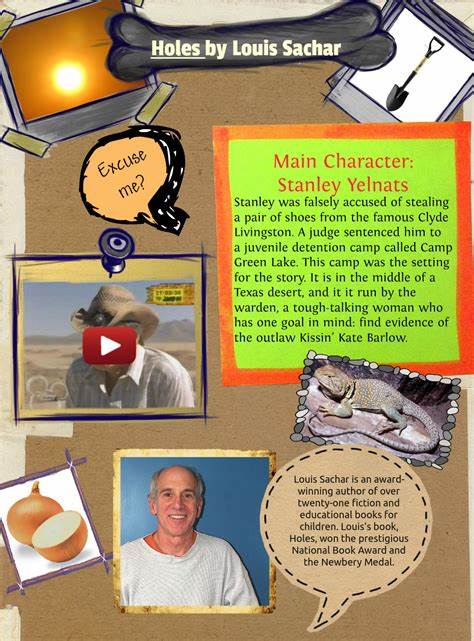 Holes by Louis Sachar
Excuse
me?
Main Character:
Stanley Yelnats
Stanley was falsely accused of stealing
a pair of shoes from the famous Clyde
Livingston. A judge sentenced him to
a juvenile detention camp called Camp
Green Lake. This camp was the setting
for the story. It is in the middle of a
Texas desert, and it it run by the
warden, a tough-talking woman who
has one goal in mind: find evidence of
the outlaw Kissin' Kate Barlow.
Louis Sachar is an award-
winning author of over
twenty-one fiction and
educational books for
children. Louis's book,
Holes, won the prestigious
National Book Award and
the Newbery Medal.